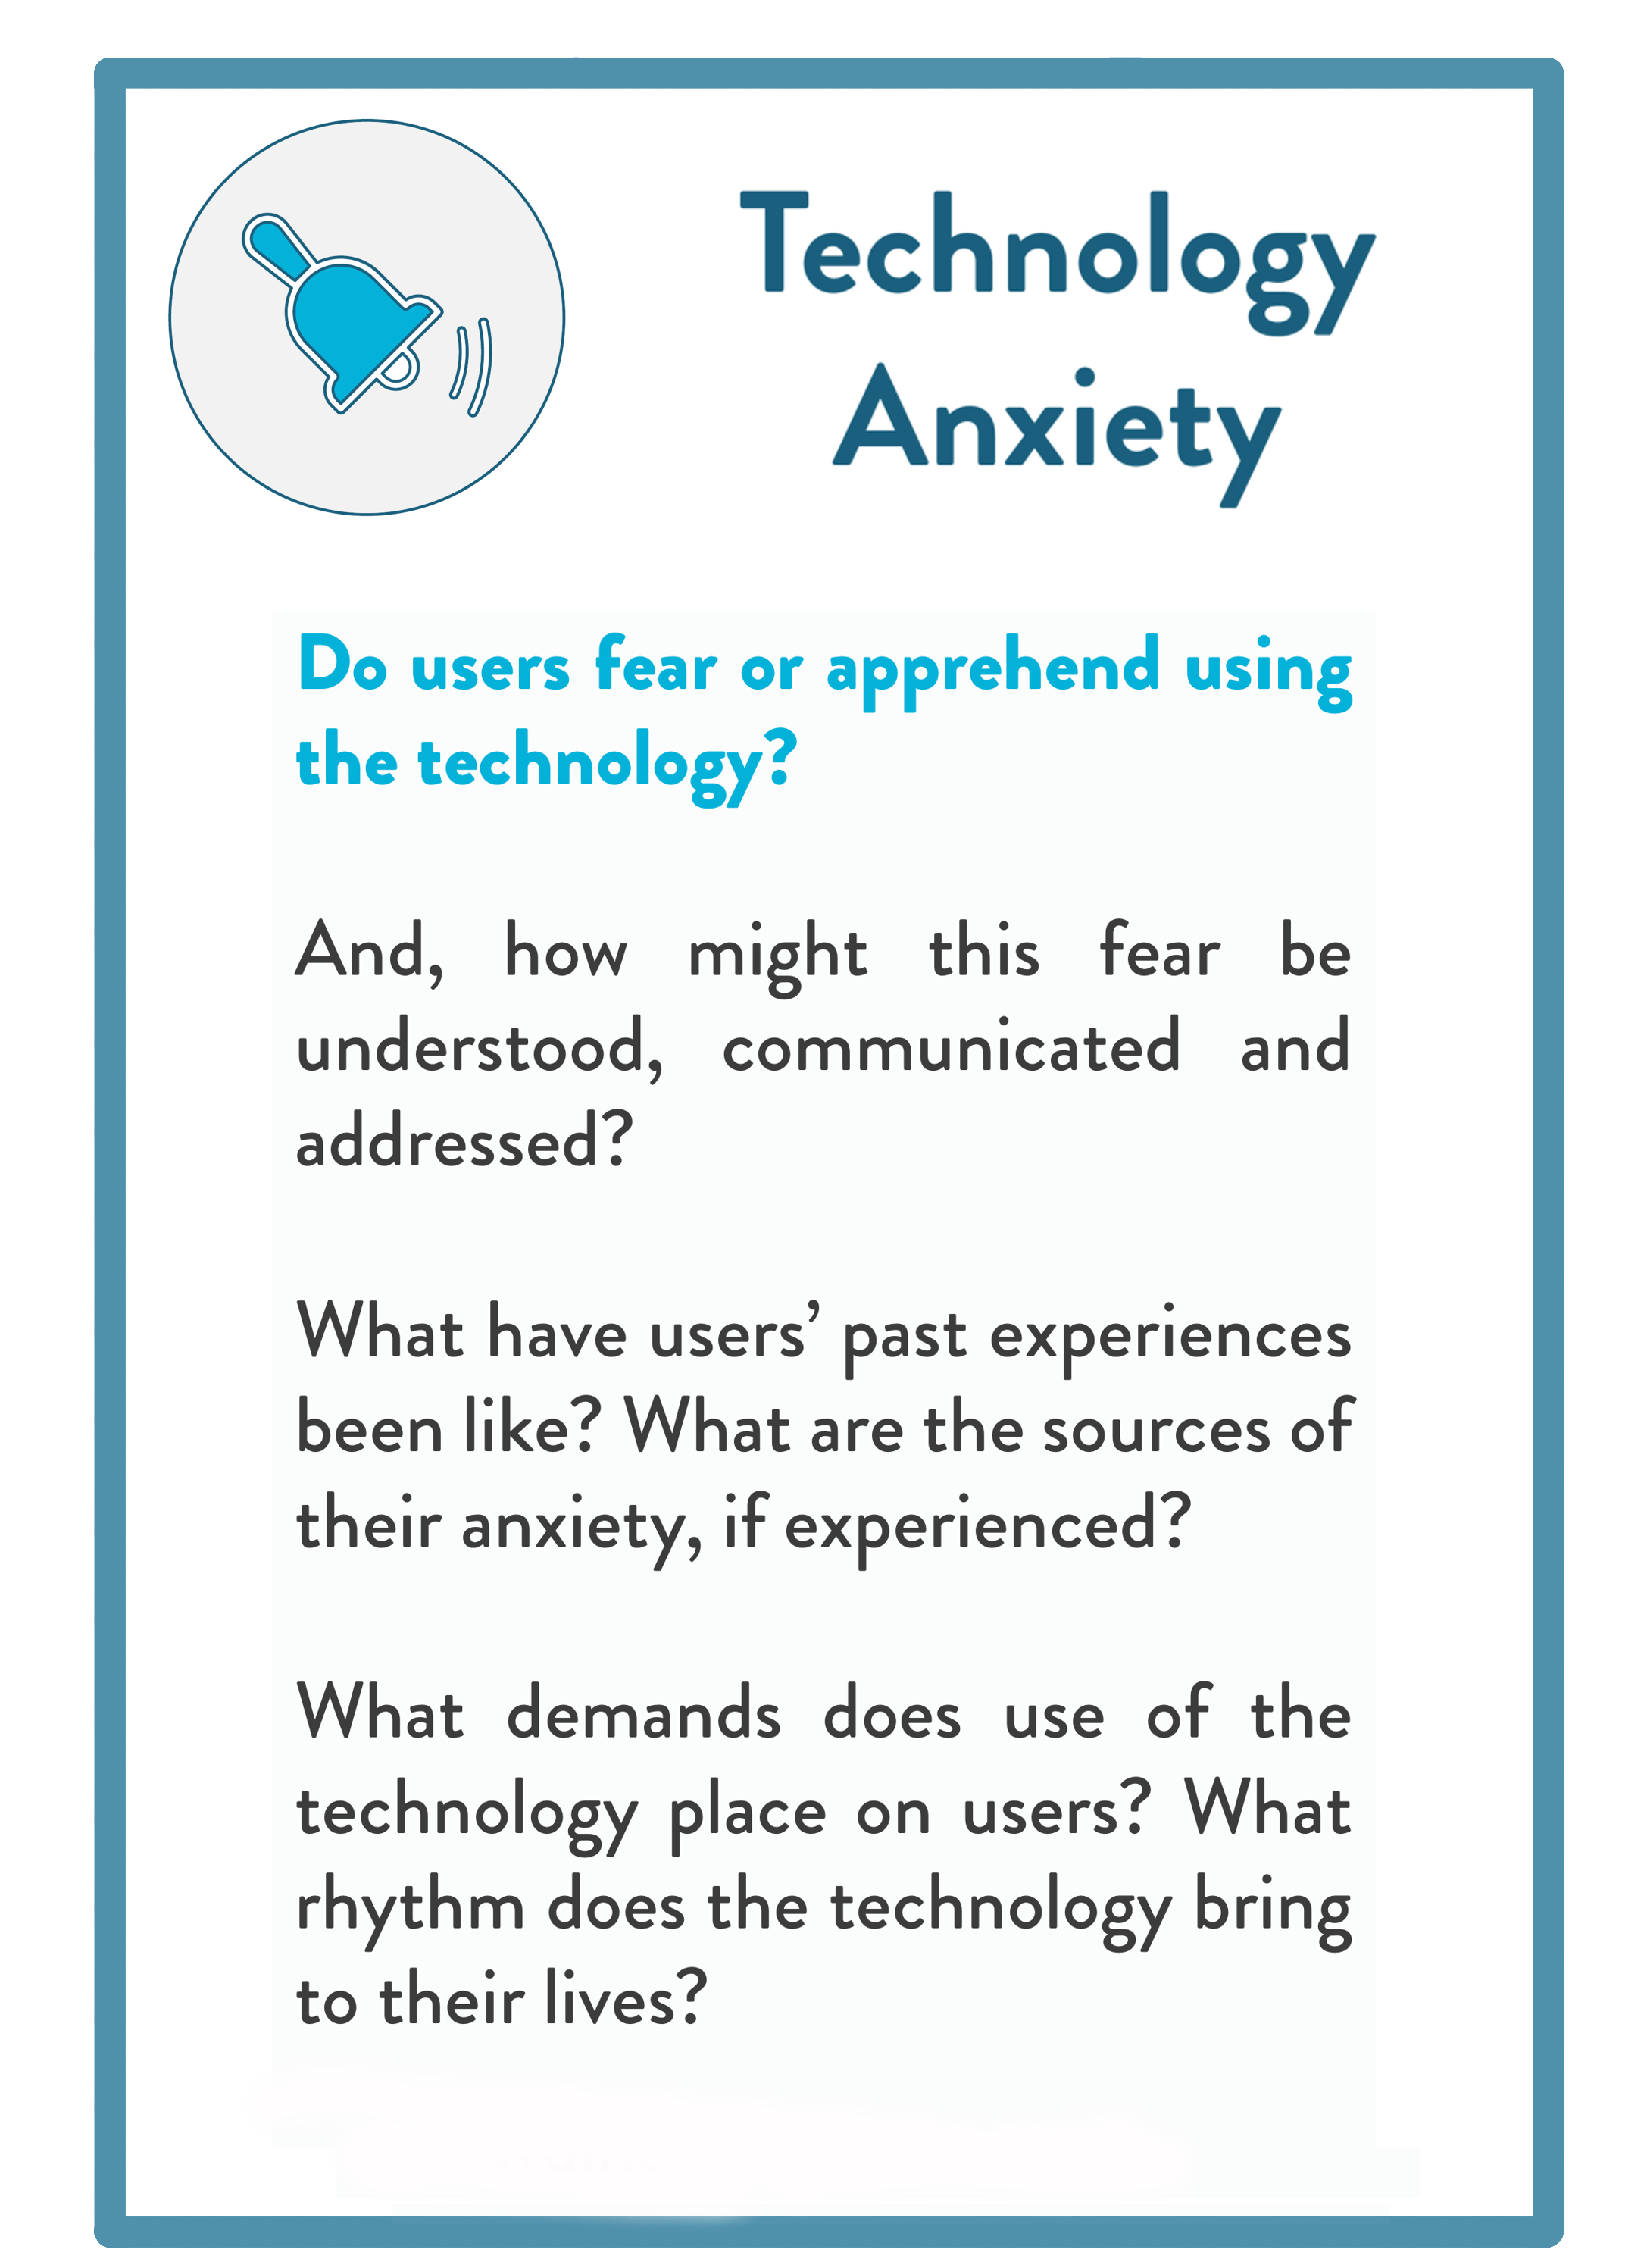 Technology
Anxiety
Do users fear or apprehend using
the technology?
And, how might this fear be
understood, communicated and
addressed?
What have users’ past experiences
been like? What are the sources of
their anxiety, if experienced?
What demands does use of the
technology place on users? What
rhythm does the technology bring
to their lives?